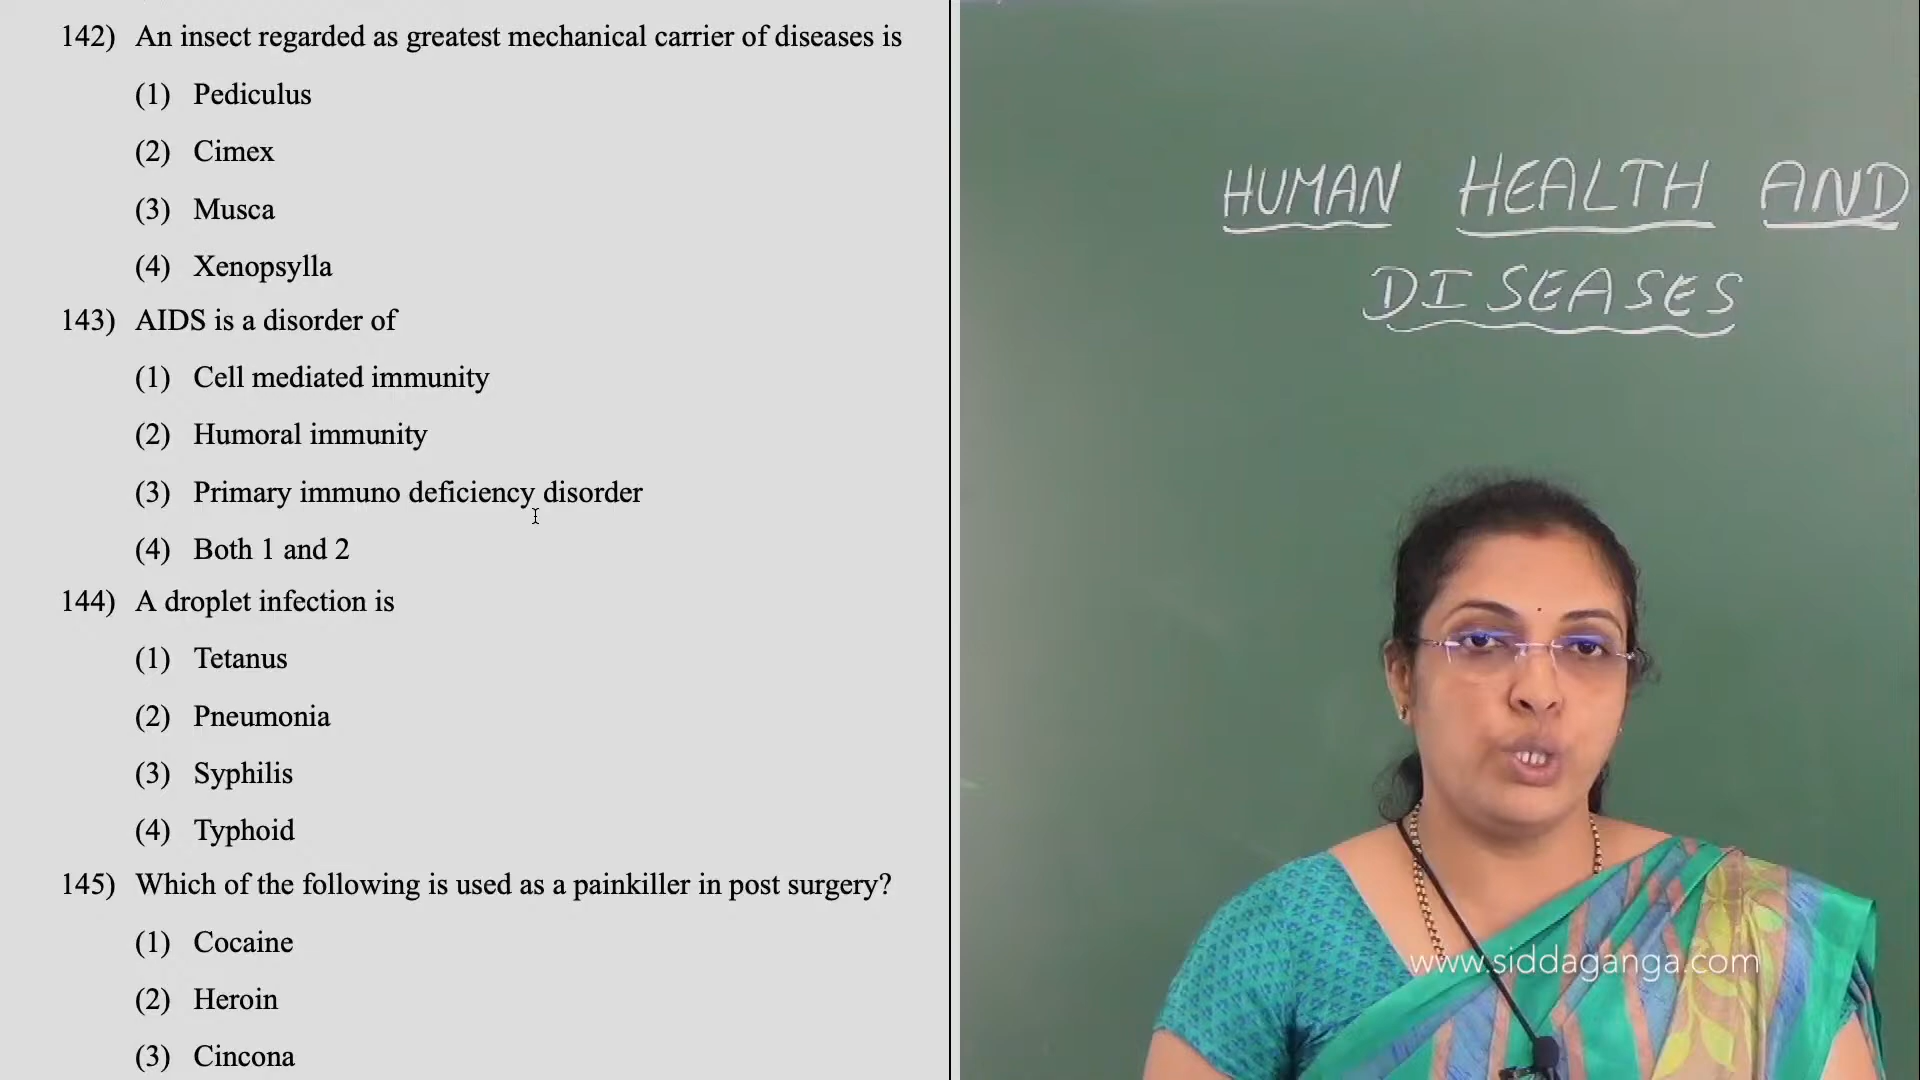 142) An insect regarded as greatest mechanical carrier of diseases is
(1) Pediculus
(2) Cimex
(3) Musca
(4) Xenopsylla
143) AIDS is a disorder of
(1) Cell mediated immunity
(2) Humoral immunity
(3) Primary immuno deficiency disorder
(4) Both 1 and 2
144) A droplet infection is
(1) Tetanus
(2) Pneumonia
(3) Syphilis
(4) Typhoid
145) Which of the following is used as a painkiller in post surgery?
(1) Cocaine
(2) Heroin
(3) Cincona
HUMAN HEALTH AND
DISEASES
www.siddaganga.com